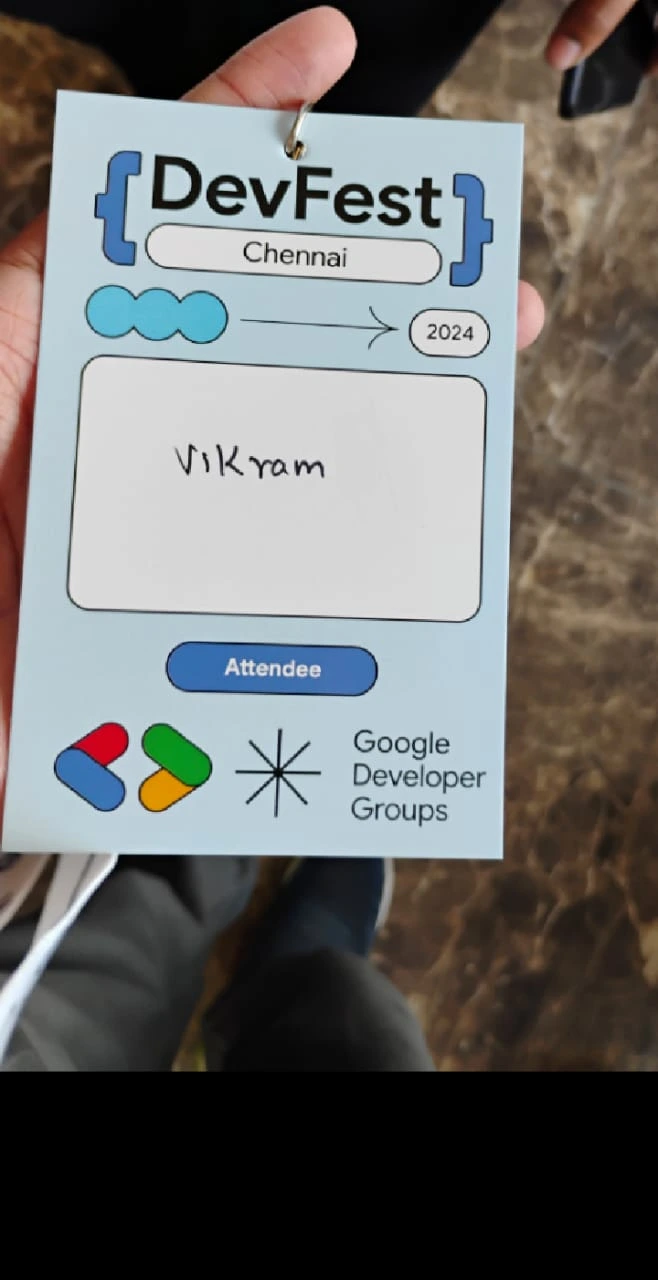 { DevFest }
Chennai
2024
Vikram
Attendee
Google
Developer
Groups